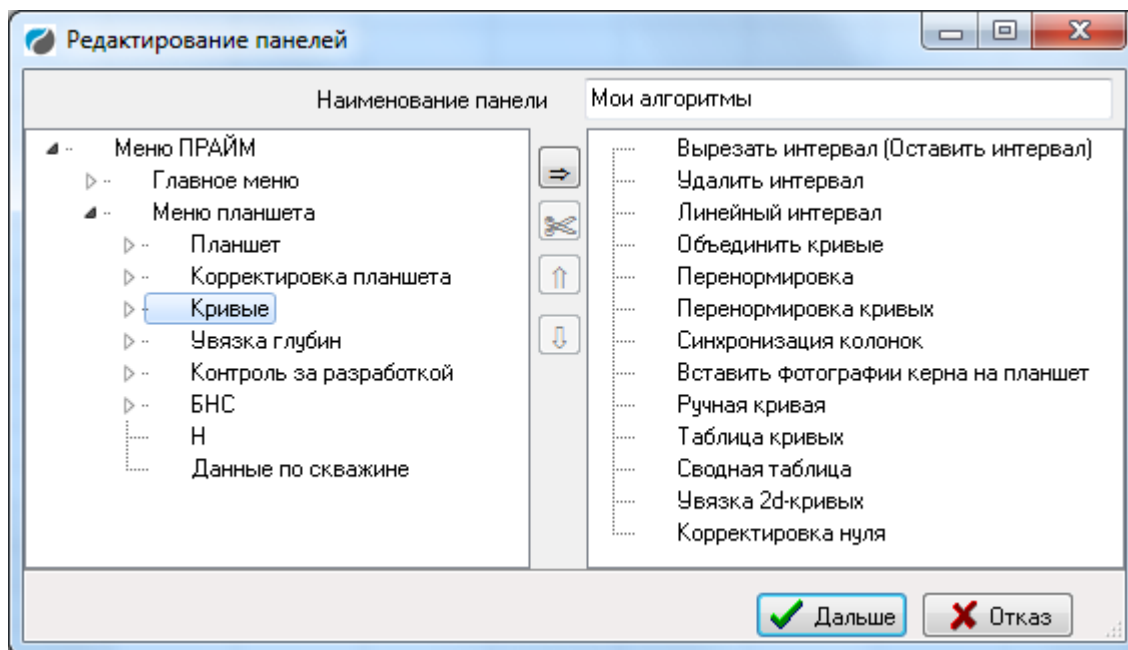 Редактирование панелей
Наименование панели
Мои алгоритмы
Меню ПРАЙМ
Главное меню
Меню планшета
Планшет
Корректировка планшета
Кривые
Увязка глубин
Контроль за разработкой
БНС
Н
Данные по скважине
Вырезать интервал (Оставить интервал)
Удалить интервал
Линейный интервал
Объединить кривые
Перенормировка
Перенормировка кривых
Синхронизация колонок
Вставить фотографии керна на планшет
Ручная кривая
Таблица кривых
Сводная таблица
Увязка 2d-кривых
Корректировка нуля
Дальше
Отказ